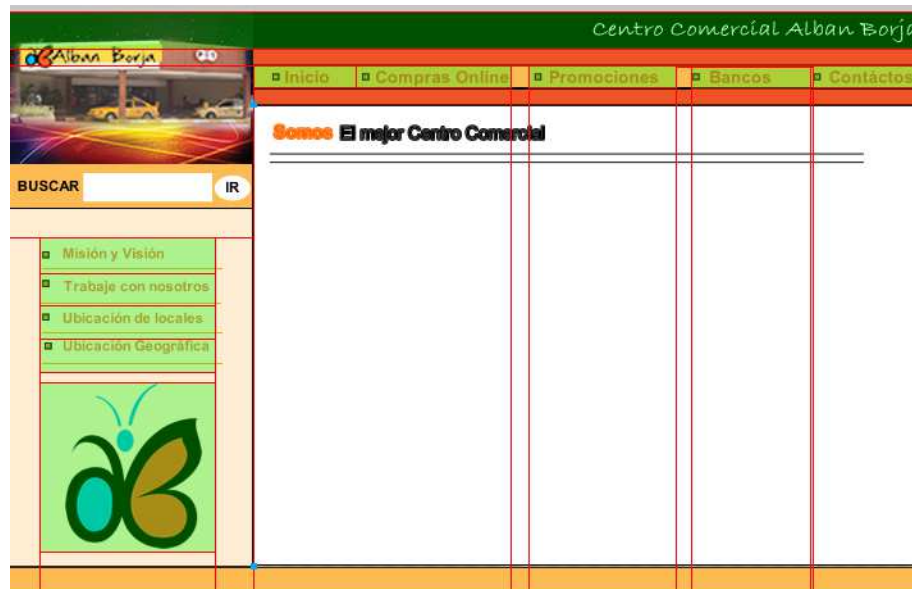 Centro Comercial Alban Borja
Alban Borja
Inicio Compras Online Promociones Bancos Contáctos
Somos El mejor Centro Comercial
BUSCAR IR
Misión y Visión
Trabaje con nosotros
Ubicación de locales
Ubicación Geográfica